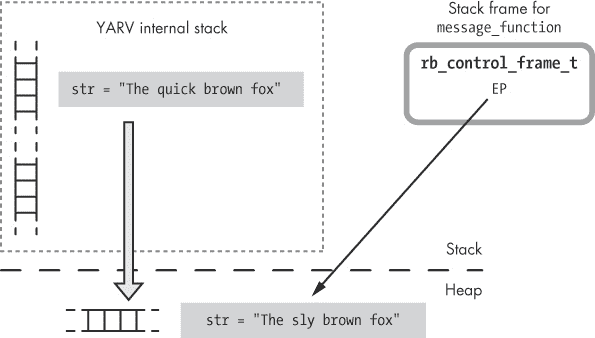 YARV internal stack
str = "The quick brown fox"
Stack frame for
message_function
rb_control_frame_t
EP
Stack
Heap
str = "The sly brown fox"